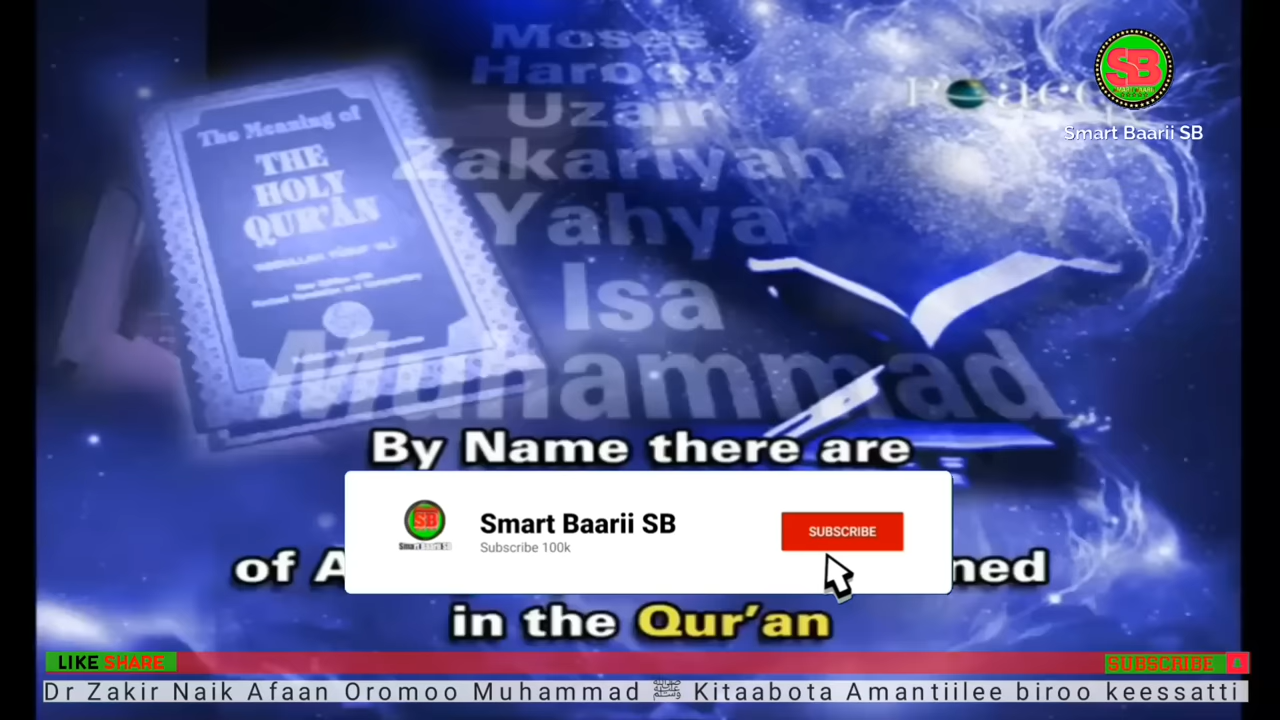 Moses
Haroon
Uzair
Zakariyah
Yahya
Isa
Muhammad
The Meaning of
THE
HOLY
QUR'ÂN
SB
Smart Baarii SB
By Name there are
Smart Baarii SB
Subscribe 100k
SUBSCRIBE
of
in the Qur'an
LIKE SHARE
SUBSCRIBE
Dr Zakir Naik Afaan Oromoo Muhammad ﷺ Kitaabota Amantiilee biroo keessatti